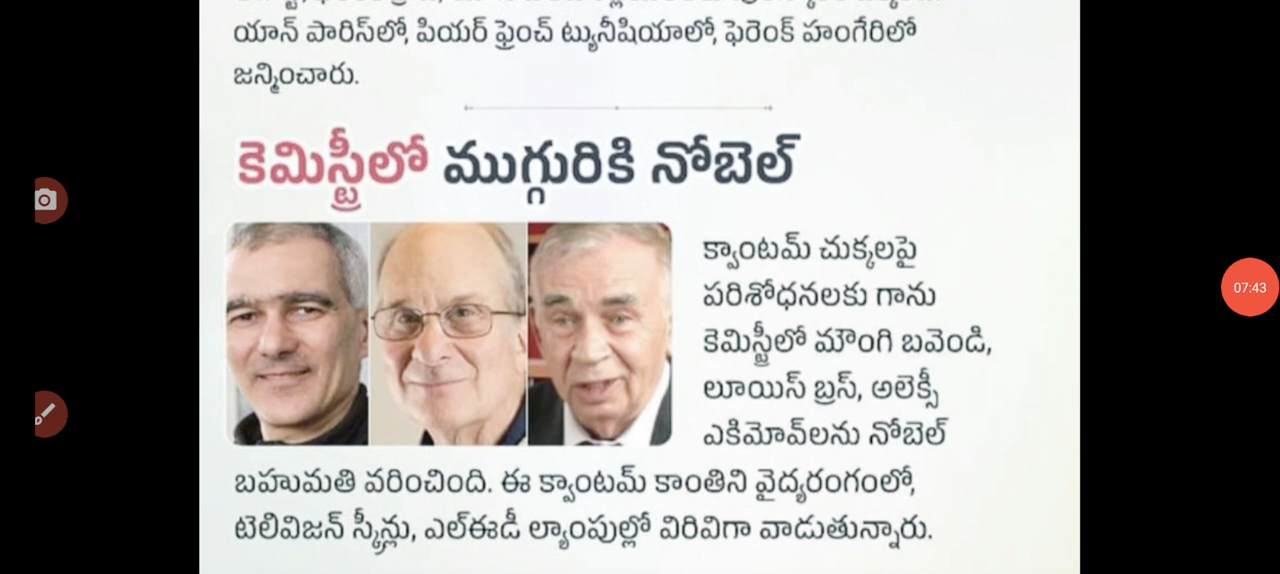 యాన్ పారిస్‌లో, పియర్ ఫ్రెంచ్ ట్యునీషియాలో, ఫెరెంక్ హంగేరిలో
జన్మించారు.
కెమిస్ట్రీలో ముగ్గురికి నోబెల్
క్వాంటమ్ చుక్కలపై
పరిశోధనలకు గాను
కెమిస్ట్రీలో మౌంగి బవెండి,
లూయిస్ బ్రస్, అలెక్సీ
ఎకిమోవ్‌లను నోబెల్
బహుమతి వరించింది. ఈ క్వాంటమ్ కాంతిని వైద్యరంగంలో,
టెలివిజన్ స్క్రీన్లు, ఎల్ఈడీ ల్యాంపుల్లో విరివిగా వాడుతున్నారు.
07:43